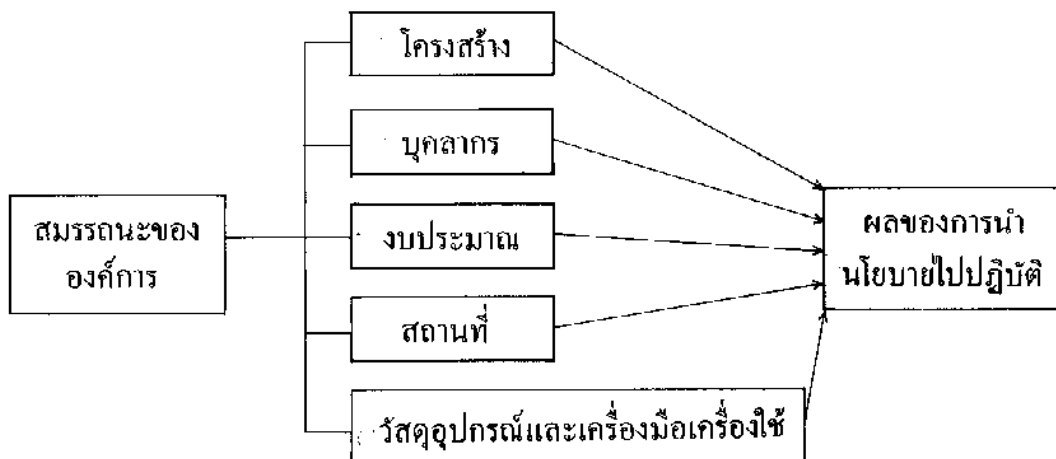 โครงสร้าง
บุคลากร
สมรรถนะของ
องค์การ
งบประมาณ
สถานที่
วัสดุอุปกรณ์และเครื่องมือเครื่องใช้
ผลของการนำ
นโยบายไปปฏิบัติ